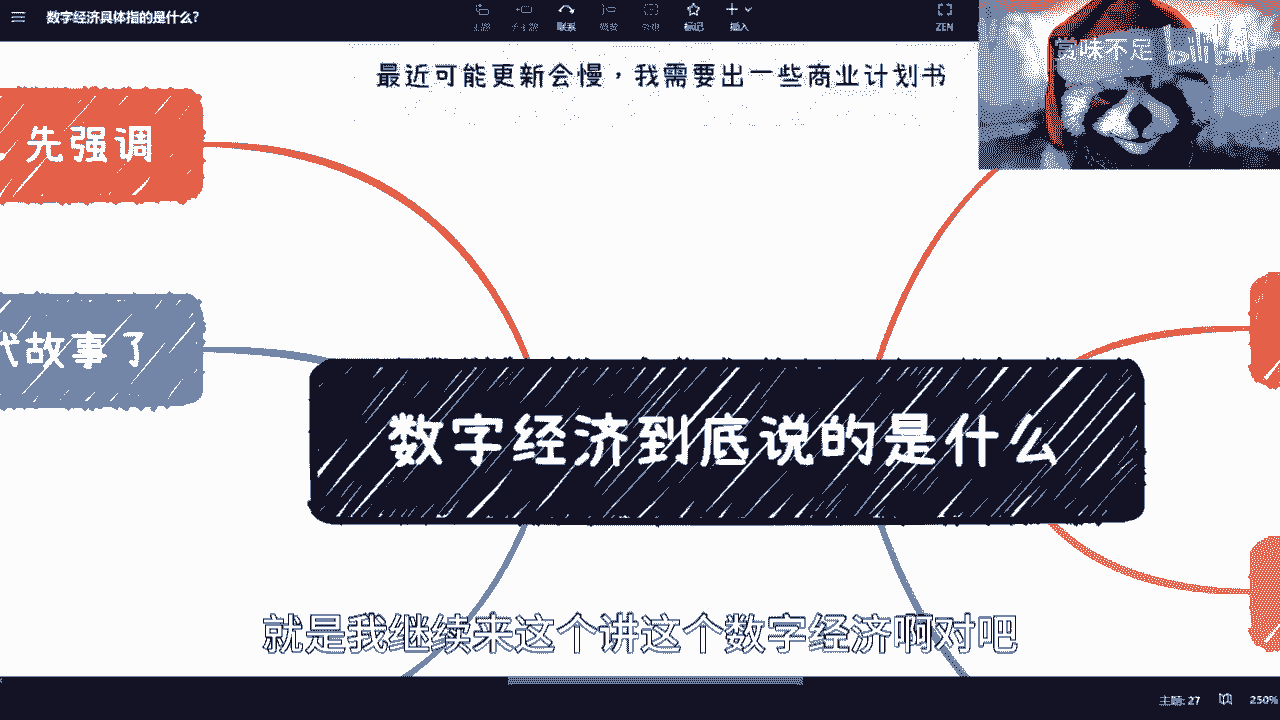 数字经济具体指的是什么?
联系
标记
插入
ZEN
赏味不足
bilibili
最近可能更新会慢，我需要出一些商业计划书
先强调
代故事了
数字经济到底说的是什么
就是我继续来这个讲这个数字经济啊对吧
主题: 27
250%